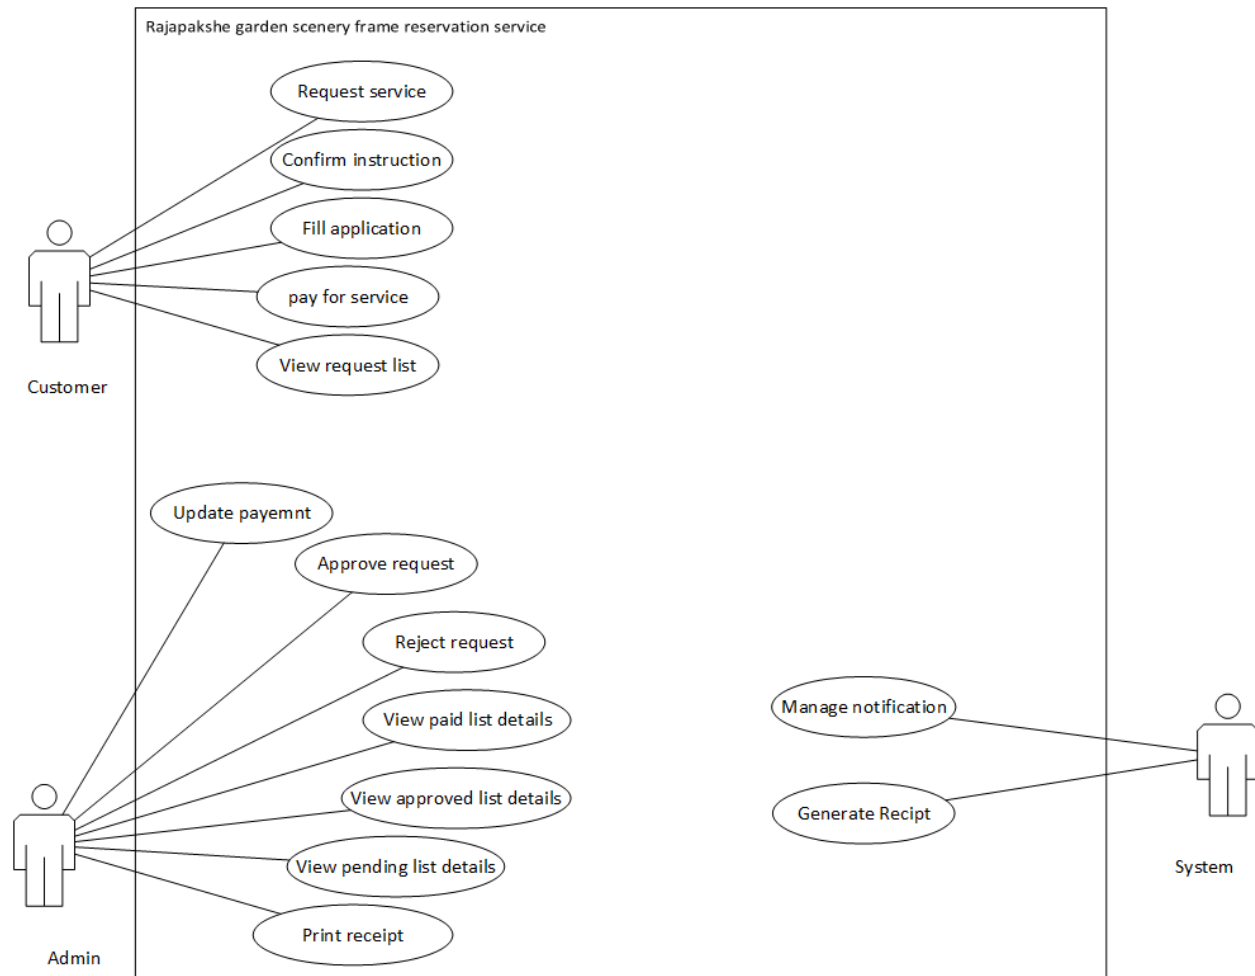 Rajapakshe garden scenery frame reservation service
Request service
Confirm instruction
Fill application
pay for service
View request list
Customer
Update payemnt
Approve request
Reject request
View paid list details
View approved list details
View pending list details
Print receipt
Admin
Manage notification
Generate Recipt
System